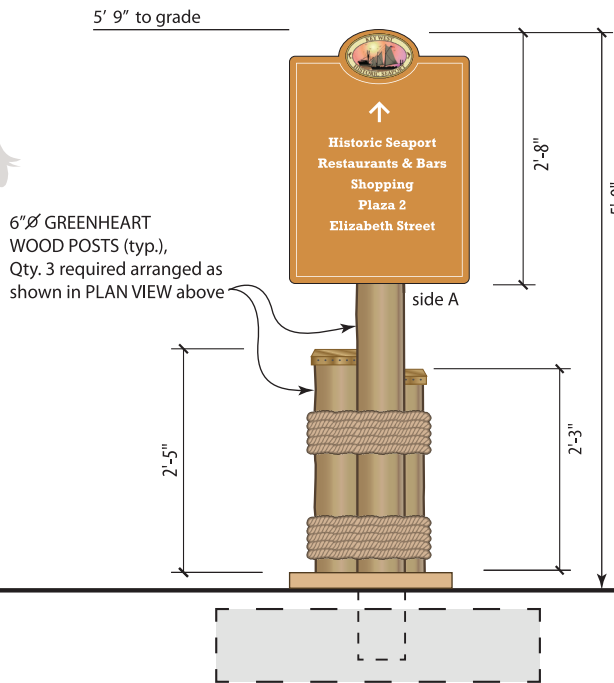 5' 9" to grade
KEY WEST
HISTORIC SEAPORT
Historic Seaport
Restaurants & Bars
Shopping
Plaza 2
Elizabeth Street
2'-8"
6"Ø GREENHEART
WOOD POSTS (typ.),
Qty. 3 required arranged as
shown in PLAN VIEW above
side A
2'-5"
2'-3"